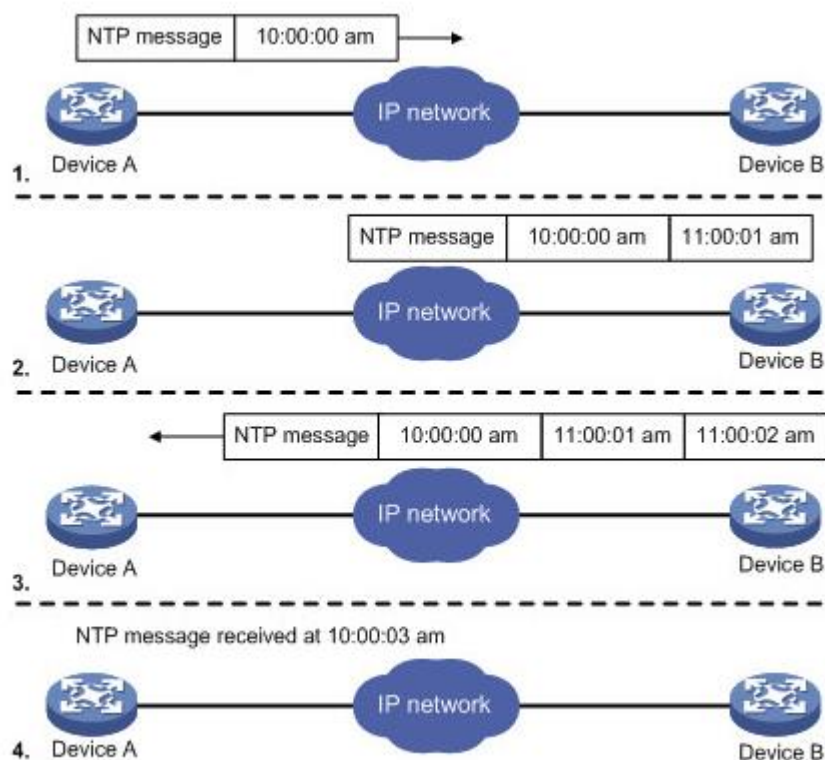 NTP message 10:00:00 am
IP network
Device A Device B
1.
NTP message 10:00:00 am 11:00:01 am
IP network
Device A Device B
2.
NTP message 10:00:00 am 11:00:01 am 11:00:02 am
IP network
Device A Device B
3.
NTP message received at 10:00:03 am
IP network
4. Device A Device B